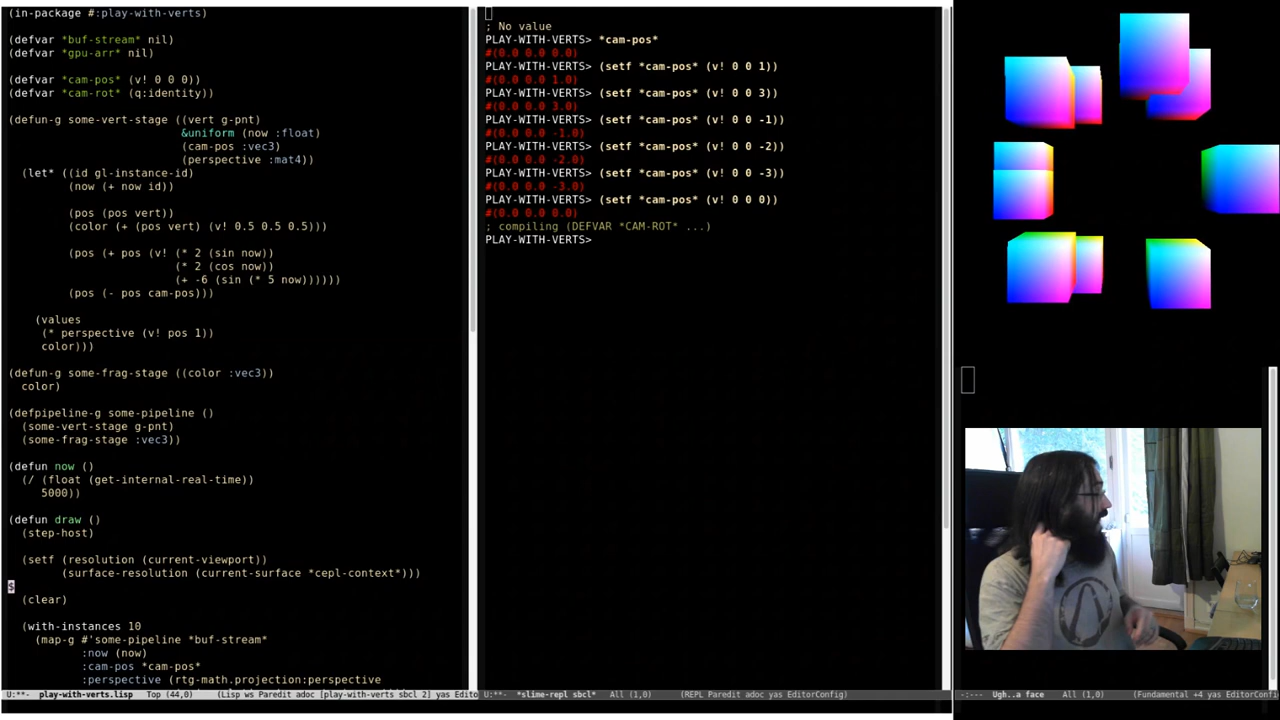 (in-package #:play-with-verts)

(defvar *buf-stream* nil)
(defvar *gpu-arr* nil)

(defvar *cam-pos* (v! 0 0 0))
(defvar *cam-rot* (q:identity))

(defun-g some-vert-stage ((vert g-pnt)
                          &uniform (now :float)
                          (cam-pos :vec3)
                          (perspective :mat4))
  (let* ((id gl-instance-id)
         (now (+ now id))

         (pos (pos vert))
         (color (+ (pos vert) (v! 0.5 0.5 0.5)))

         (pos (+ pos (v! (* 2 (sin now))
                         (* 2 (cos now))
                         (+ -6 (sin (* 5 now))))))
         (pos (- pos cam-pos)))

    (values
     (* perspective (v! pos 1))
     color)))

(defun-g some-frag-stage ((color :vec3))
  color)

(defpipeline-g some-pipeline ()
  (some-vert-stage g-pnt)
  (some-frag-stage :vec3))

(defun now ()
  (/ (float (get-internal-real-time))
     5000))

(defun draw ()
  (step-host)

  (setf (resolution (current-viewport))
        (surface-resolution (current-surface *cepl-context*)))
$
  (clear)

  (with-instances 10
    (map-g #'some-pipeline *buf-stream*
           :now (now)
           :cam-pos *cam-pos*
           :perspective (rtg-math.projection:perspective
U:**-  play-with-verts.lisp   Top (44,0)     (Lisp ws Paredit adoc [play-with-verts sbcl 2] yas Edito
; No value
PLAY-WITH-VERTS> *cam-pos*
#(0.0 0.0 0.0)
PLAY-WITH-VERTS> (setf *cam-pos* (v! 0 0 1))
#(0.0 0.0 1.0)
PLAY-WITH-VERTS> (setf *cam-pos* (v! 0 0 3))
#(0.0 0.0 3.0)
PLAY-WITH-VERTS> (setf *cam-pos* (v! 0 0 -1))
#(0.0 0.0 -1.0)
PLAY-WITH-VERTS> (setf *cam-pos* (v! 0 0 -2))
#(0.0 0.0 -2.0)
PLAY-WITH-VERTS> (setf *cam-pos* (v! 0 0 -3))
#(0.0 0.0 -3.0)
PLAY-WITH-VERTS> (setf *cam-pos* (v! 0 0 0))
#(0.0 0.0 0.0)
; compiling (DEFVAR *CAM-ROT* ...)
PLAY-WITH-VERTS>
U:**-  *slime-repl sbcl*   All (1,0)      (REPL Paredit adoc yas EditorConfig)
-:---  Ugh..a face    All (1,0)      (Fundamental +4 yas EditorConfi